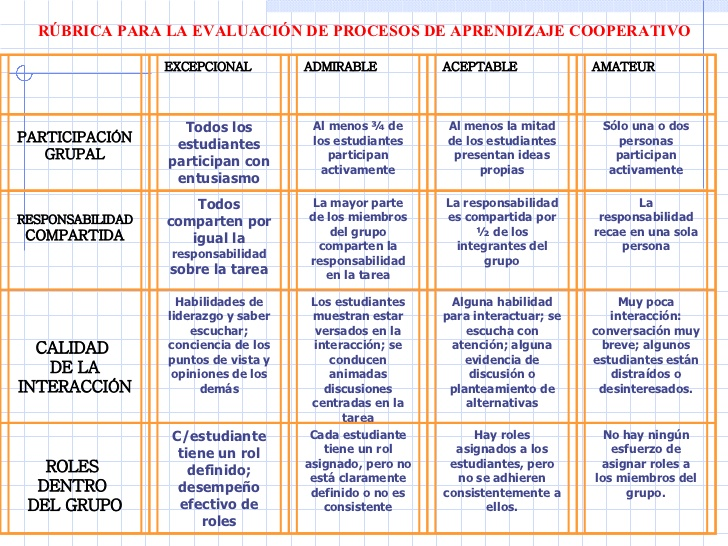 RÚBRICA PARA LA EVALUACIÓN DE PROCESOS DE APRENDIZAJE COOPERATIVO
EXCEPCIONAL
ADMIRABLE
ACEPTABLE
AMATEUR
PARTICIPACIÓN
GRUPAL
Todos los
estudiantes
participan con
entusiasmo
Al menos ¾ de
los estudiantes
participan
activamente
Al menos la mitad
de los estudiantes
presentan ideas
propias
Sólo una o dos
personas
participan
activamente
RESPONSABILIDAD
COMPARTIDA
Todos
comparten por
igual la
responsabilidad
sobre la tarea
La mayor parte
de los miembros
del grupo
comparten la
responsabilidad
en la tarea
La responsabilidad
es compartida por
½ de los
integrantes del
grupo
La
responsabilidad
recae en una sola
persona
CALIDAD
DE LA
INTERACCIÓN
Habilidades de
liderazgo y saber
escuchar;
conciencia de los
puntos de vista y
opiniones de los
demás
Los estudiantes
muestran estar
versados en la
interacción; se
conducen
animadas
discusiones
centradas en la
tarea
Alguna habilidad
para interactuar; se
escucha con
atención; alguna
evidencia de
discusión o
planteamiento de
alternativas
Muy poca
interacción:
conversación muy
breve; algunos
estudiantes están
distraídos o
desinteresados.
ROLES
DENTRO
DEL GRUPO
C/estudiante
tiene un rol
definido;
desempeño
efectivo de
roles
Cada estudiante
tiene un rol
asignado, pero no
está claramente
definido o no es
consistente
Hay roles
asignados a los
estudiantes, pero
no se adhieren
consistentemente a
ellos.
No hay ningún
esfuerzo de
asignar roles a
los miembros del
grupo.